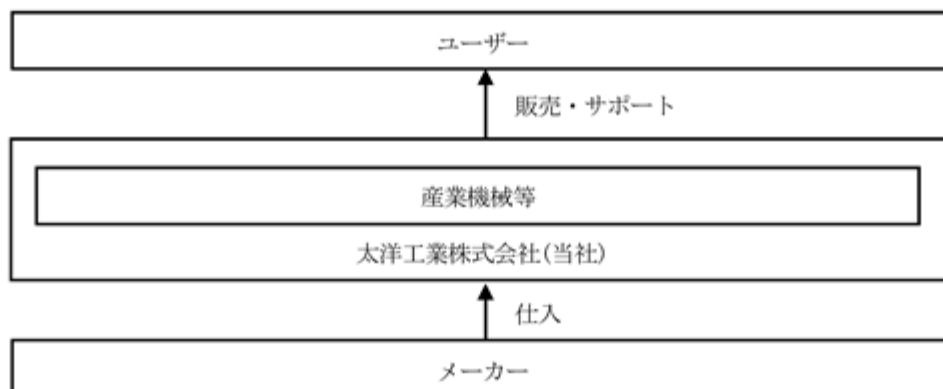 ユーザー
販売・サポート
産業機械等
太洋工業株式会社(当社)
仕入
メーカー